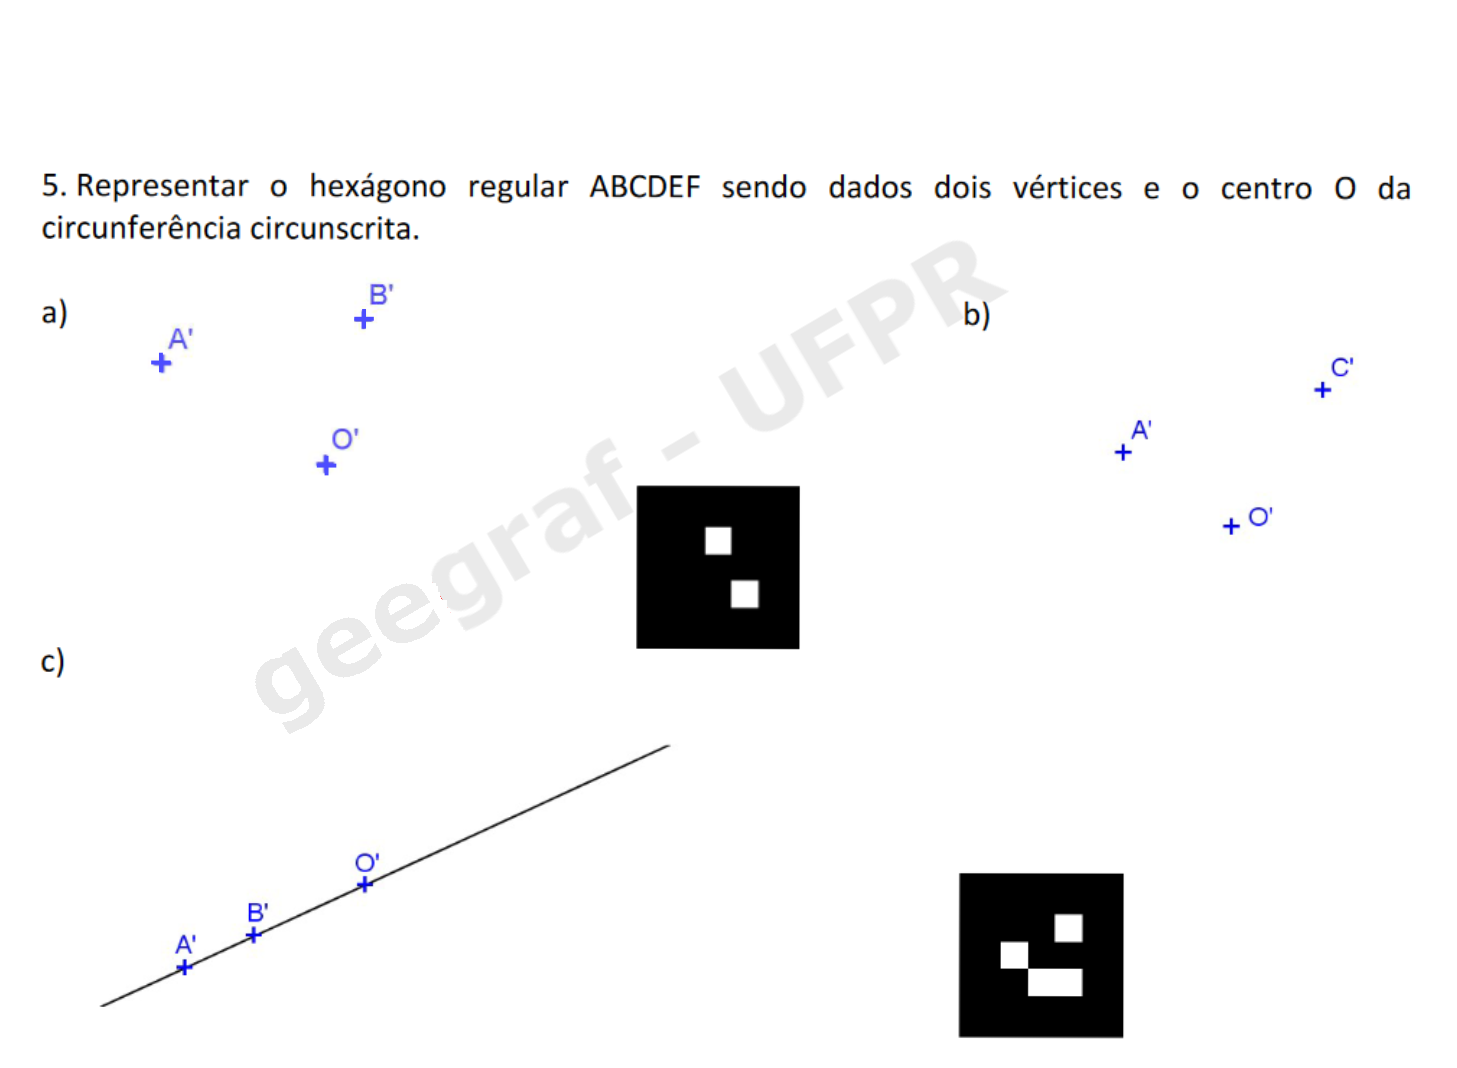 5. Representar o hexágono regular ABCDEF sendo dados dois vértices e o centro O da
circunferência circunscrita.
a)
A'
B'
O'
b)
C'
A'
O'
geegraf - UFPR
c)
O'
B'
A'